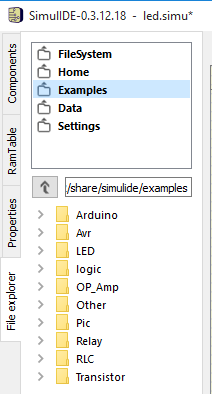 SimulIDE-0.3.12.18 - led.simu*
Components
RamTable
Properties
File explorer
FileSystem
Home
Examples
Data
Settings
:/share/simulide/examples
Arduino
Avr
LED
logic
OP_Amp
Other
Pic
Relay
RLC
Transistor